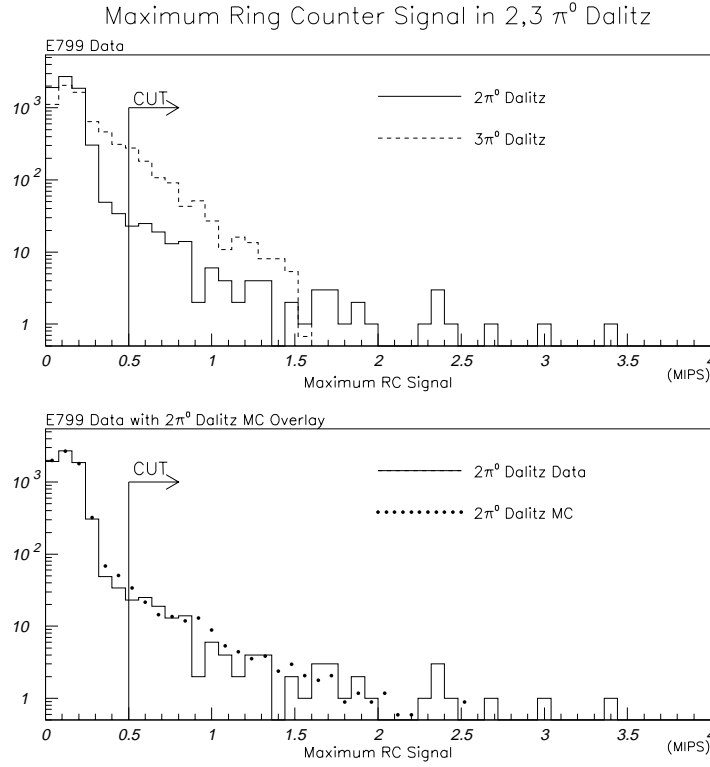 Maximum Ring Counter Signal in 2,3 π⁰ Dalitz
E799 Data
CUT
2π⁰ Dalitz
3π⁰ Dalitz
10³
10²
10
1
0 0.5 1 1.5 2 2.5 3 3.5 4
Maximum RC Signal
(MIPS)
E799 Data with 2π⁰ Dalitz MC Overlay
CUT
2π⁰ Dalitz Data
2π⁰ Dalitz MC
10³
10²
10
1
0 0.5 1 1.5 2 2.5 3 3.5 4
Maximum RC Signal
(MIPS)